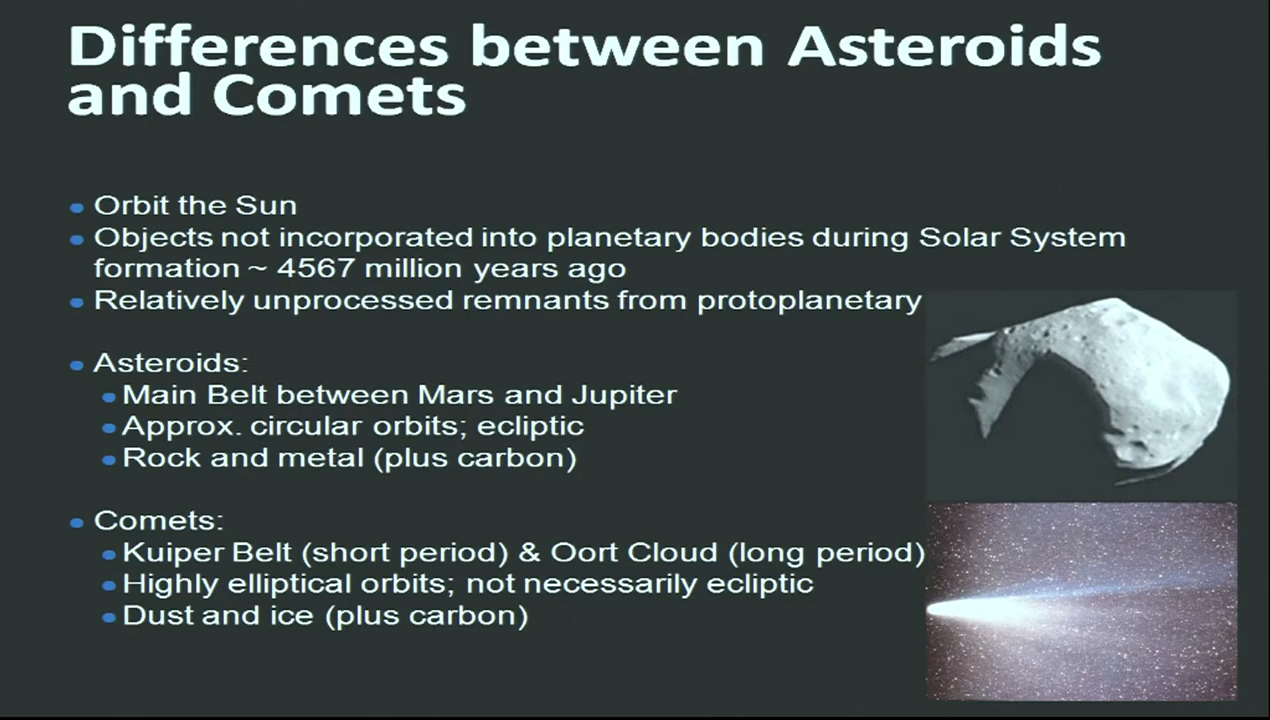 Differences between Asteroids
and Comets
Orbit the Sun
Objects not incorporated into planetary bodies during Solar System
formation ~ 4567 million years ago
Relatively unprocessed remnants from protoplanetary
Asteroids:
Main Belt between Mars and Jupiter
Approx. circular orbits; ecliptic
Rock and metal (plus carbon)
Comets:
Kuiper Belt (short period) & Oort Cloud (long period)
Highly elliptical orbits; not necessarily ecliptic
Dust and ice (plus carbon)